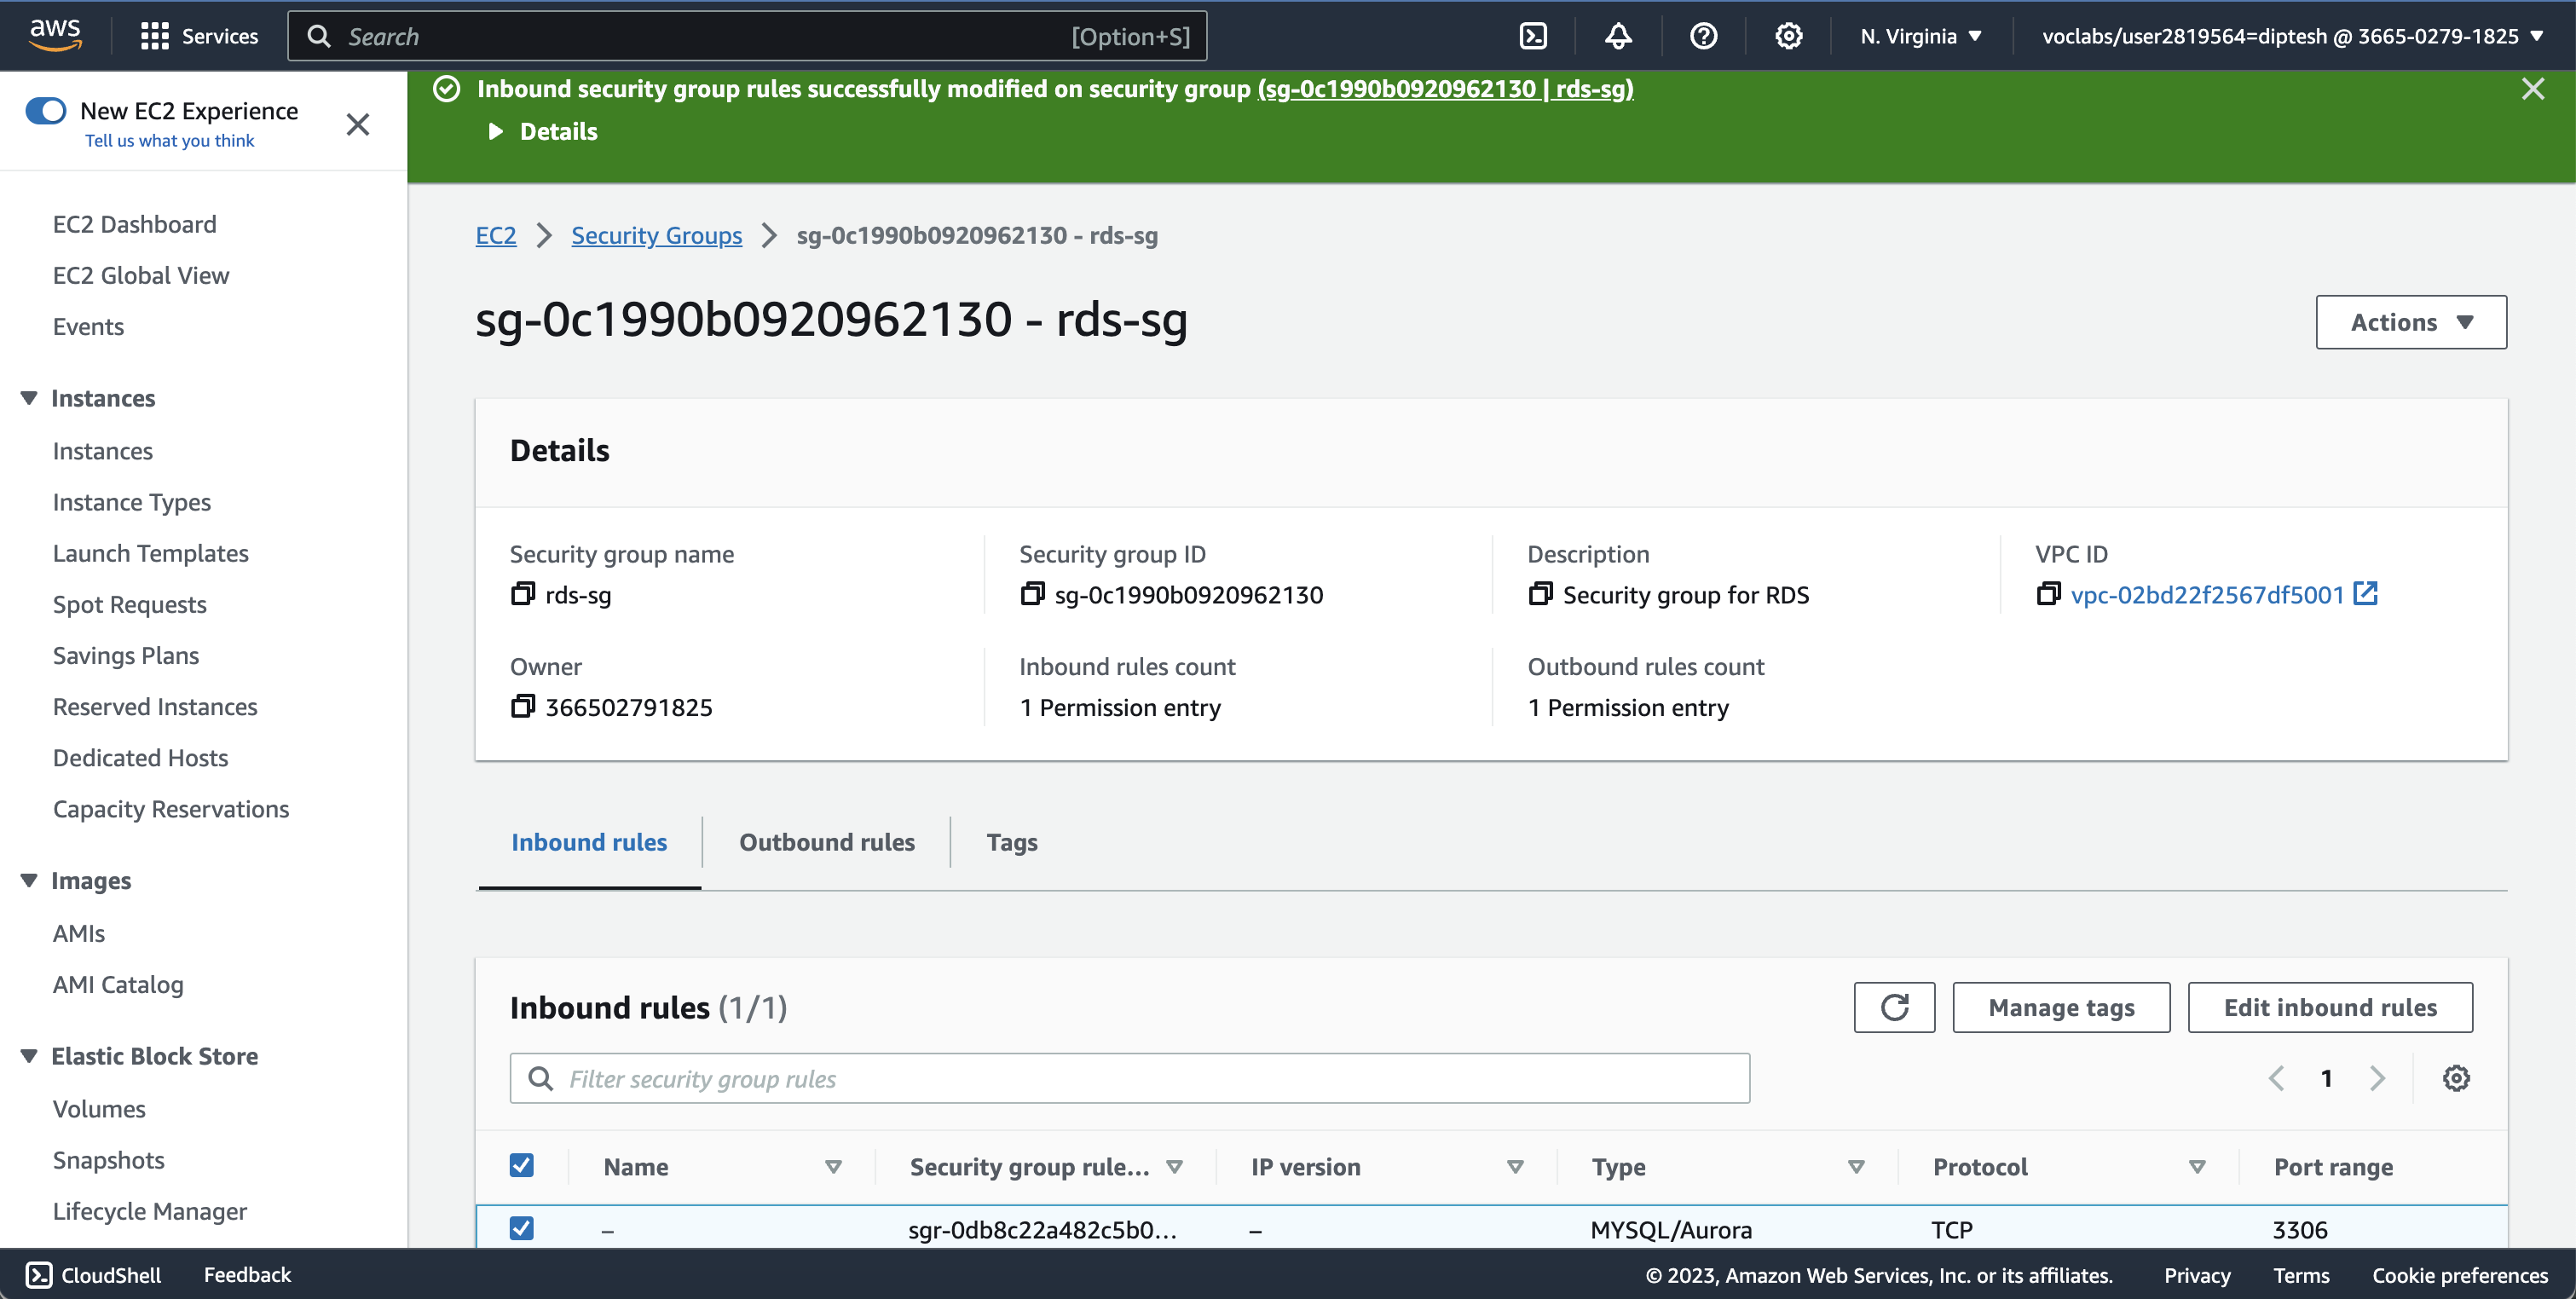 aws Services Search [Option+S] N. Virginia ▼ voclabs/user2819564=diptesh @ 3665-0279-1825 ▼
New EC2 Experience
Tell us what you think
EC2 Dashboard
EC2 Global View
Events
Instances
Instances
Instance Types
Launch Templates
Spot Requests
Savings Plans
Reserved Instances
Dedicated Hosts
Capacity Reservations
Images
AMIs
AMI Catalog
Elastic Block Store
Volumes
Snapshots
Lifecycle Manager
Inbound security group rules successfully modified on security group (sg-0c1990b0920962130 | rds-sg)
Details
EC2 > Security Groups > sg-0c1990b0920962130 - rds-sg
sg-0c1990b0920962130 - rds-sg
Actions ▼
Details
Security group name
rds-sg
Security group ID
sg-0c1990b0920962130
Description
Security group for RDS
VPC ID
vpc-02bd22f2567df5001
Owner
366502791825
Inbound rules count
1 Permission entry
Outbound rules count
1 Permission entry
Inbound rules Outbound rules Tags
Inbound rules (1/1)
Manage tags Edit inbound rules
Filter security group rules
1
Name Security group rule... IP version Type Protocol Port range
– sgr-0db8c22a482c5b0... – MYSQL/Aurora TCP 3306
CloudShell Feedback © 2023, Amazon Web Services, Inc. or its affiliates. Privacy Terms Cookie preferences